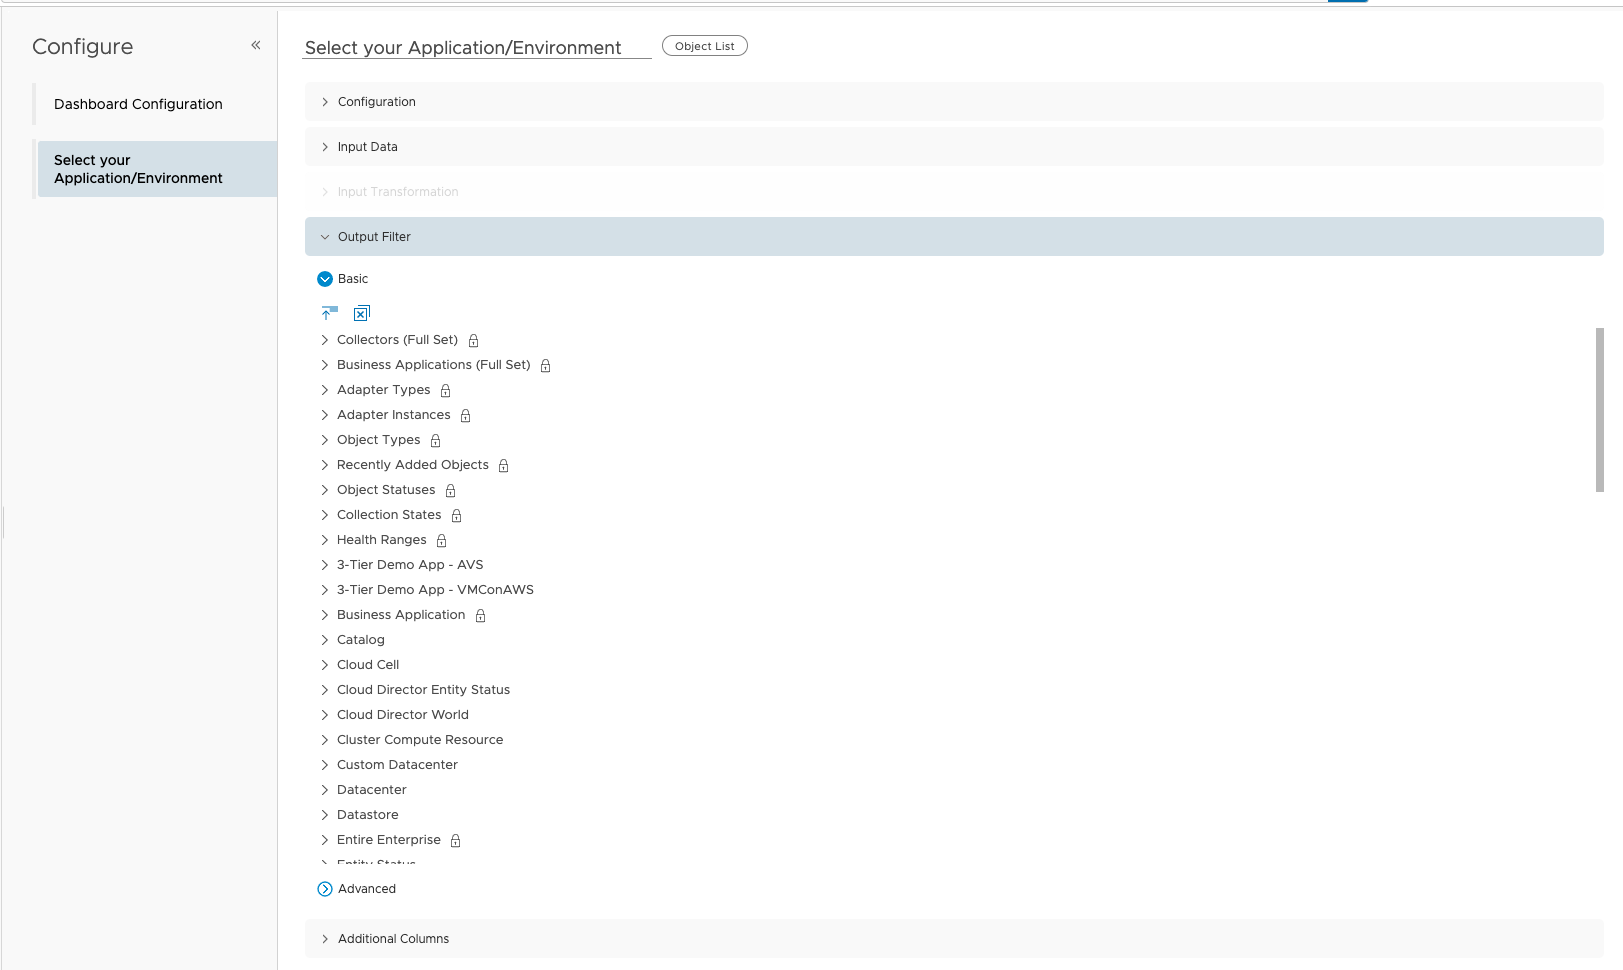 Configure
«
Dashboard Configuration
Select your
Application/Environment
Select your Application/Environment
Object List
Configuration
Input Data
Input Transformation
Output Filter
Basic
Collectors (Full Set)
Business Applications (Full Set)
Adapter Types
Adapter Instances
Object Types
Recently Added Objects
Object Statuses
Collection States
Health Ranges
3-Tier Demo App - AVS
3-Tier Demo App - VMConAWS
Business Application
Catalog
Cloud Cell
Cloud Director Entity Status
Cloud Director World
Cluster Compute Resource
Custom Datacenter
Datacenter
Datastore
Entire Enterprise
Entity Status
Advanced
Additional Columns